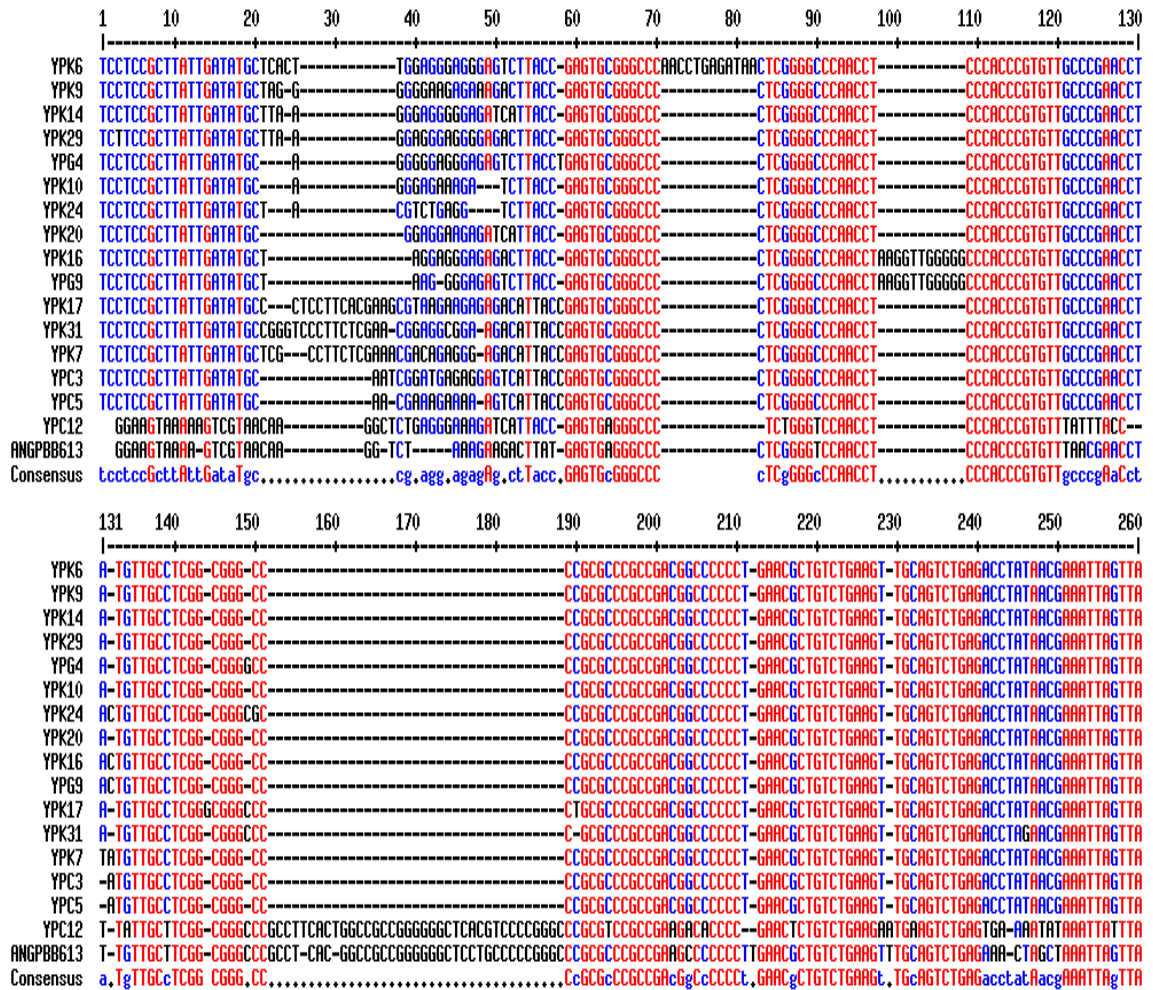 1 10 20 30 40 50 60 70 80 90 100 110 120 130
YPK6 TCCTCCGCTTATTGATATGCTCACT------------TGGAGGGAGGGAGTCTTACC-GAGTGCGGGCCCAACCTGAGATAACTCGGGGCCCAACCT-----------CCCACCCGTGTTGCCCGAACCT
YPK9 TCCTCCGCTTATTGATATGCTAG-G------------GGGGAAGAGAAAGACTTACC-GAGTGCGGGCCC------------CTCGGGGCCCAACCT-----------CCCACCCGTGTTGCCCGAACCT
YPK14 TCCTCCGCTTATTGATATGCTTA-A------------GGGAGGGGGAGATCATTACC-GAGTGCGGGCCC------------CTCGGGGCCCAACCT-----------CCCACCCGTGTTGCCCGAACCT
YPK29 TCTTCCGCTTATTGATATGCTTA-A------------GGAGGGAGGGGAGACTTACC-GAGTGCGGGCCC------------CTCGGGGCCCAACCT-----------CCCACCCGTGTTGCCCGAACCT
YPG4 TCCTCCGCTTATTGATATGC----A------------GGGGGAGGGAGAGTCTTACCTGAGTGCGGGCCC------------CTCGGGGCCCAACCT-----------CCCACCCGTGTTGCCCGAACCT
YPK10 TCCTCCGCTTATTGATATGC----A------------GGGAGAAAGA---TCTTACC-GAGTGCGGGCCC------------CTCGGGGCCCAACCT-----------CCCACCCGTGTTGCCCGAACCT
YPK24 TCCTCCGCTTATTGATATGCT---A------------CGTCTGAGG----TCTTACC-GAGTGCGGGCCC------------CTCGGGGCCCAACCT-----------CCCACCCGTGTTGCCCGAACCT
YPK20 TCCTCCGCTTATTGATATGC------------------GGAGGAAGAGATCATTACC-GAGTGCGGGCCC------------CTCGGGGCCCAACCT-----------CCCACCCGTGTTGCCCGAACCT
YPK16 TCCTCCGCTTATTGATATGCT------------------AGGAGGGAGAGACTTACC-GAGTGCGGGCCC------------CTCGGGGCCCAACCTAAGGTTGGGGGCCCACCCGTGTTGCCCGAACCT
YPG9 TCCTCCGCTTATTGATATGCT------------------AAG-GGGAGAGTCTTACC-GAGTGCGGGCCC------------CTCGGGGCCCAACCTAAGGTTGGGGGCCCACCCGTGTTGCCCGAACCT
YPK17 TCCTCCGCTTATTGATATGCC---CTCCTTCACGAAGCGTAAGAAGAGAGACATTACCGAGTGCGGGCCC------------CTCGGGGCCCAACCT-----------CCCACCCGTGTTGCCCGAACCT
YPK31 TCCTCCGCTTATTGATATGCCGGGTCCCTTCTCGAA-CGGAGGCGGA-AGACATTACCGAGTGCGGGCCC------------CTCGGGGCCCAACCT-----------CCCACCCGTGTTGCCCGAACCT
YPK7 TCCTCCGCTTATTGATATGCTCG---CCTTCTCGAAACGACAGAGGG-AGACATTACCGAGTGCGGGCCC------------CTCGGGGCCCAACCT-----------CCCACCCGTGTTGCCCGAACCT
YPC3 TCCTCCGCTTATTGATATGC--------------AATCGGATGAGAGGAGTCATTACCGAGTGCGGGCCC------------CTCGGGGCCCAACCT-----------CCCACCCGTGTTGCCCGAACCT
YPC5 TCCTCCGCTTATTGATATGC--------------AA-CGAAAGAAAA-AGTCATTACCGAGTGCGGGCCC------------CTCGGGGCCCAACCT-----------CCCACCCGTGTTGCCCGAACCT
YPC12 GGAAGTAAAAAGTCGTAACAA----------GGCTCTGAGGGAAAGATCATTACC-GAGTGAGGGCCC-------------TCTGGGTCCAACCT-----------CCCACCCGTGTTTATTTACC--
ANGPBB613 GGAAGTAAAA-GTCGTAACAA----------GG-TCT-----AAAGAAGACTTAT-GAGTGAGGGCCC------------CTCGGGGTCCAACCT-----------CCCACCCGTGTTTAACGAACCT
Consensus tcctccGcttAttGataTgc.................cg.agg.agagAg.ctTacc.GAGTGcGGGCCC            cTCgGGGcCCAACCT...........CCCACCCGTGTTgcccgAaCct
131 140 150 160 170 180 190 200 210 220 230 240 250 260
YPK6 A-TGTTGCCTCGG-CGGG-CC-------------------------------------CCGCGCCCGCCGACGGCCCCCCT-GAACGCTGTCTGAAGT-TGCAGTCTGAGACCTATAACGAAATTAGTTA
YPK9 A-TGTTGCCTCGG-CGGG-CC-------------------------------------CCGCGCCCGCCGACGGCCCCCCT-GAACGCTGTCTGAAGT-TGCAGTCTGAGACCTATAACGAAATTAGTTA
YPK14 A-TGTTGCCTCGG-CGGG-CC-------------------------------------CCGCGCCCGCCGACGGCCCCCCT-GAACGCTGTCTGAAGT-TGCAGTCTGAGACCTATAACGAAATTAGTTA
YPK29 A-TGTTGCCTCGG-CGGG-CC-------------------------------------CCGCGCCCGCCGACGGCCCCCCT-GAACGCTGTCTGAAGT-TGCAGTCTGAGACCTATAACGAAATTAGTTA
YPG4 A-TGTTGCCTCGG-CGGGGCC-------------------------------------CCGCGCCCGCCGACGGCCCCCCT-GAACGCTGTCTGAAGT-TGCAGTCTGAGACCTATAACGAAATTAGTTA
YPK10 A-TGTTGCCTCGG-CGGG-CC-------------------------------------CCGCGCCCGCCGACGGCCCCCCT-GAACGCTGTCTGAAGT-TGCAGTCTGAGACCTATAACGAAATTAGTTA
YPK24 ACTGTTGCCTCGG-CGGGCGC-------------------------------------CCGCGCCCGCCGACGGCCCCCCT-GAACGCTGTCTGAAGT-TGCAGTCTGAGACCTATAACGAAATTAGTTA
YPK20 A-TGTTGCCTCGG-CGGG-CC-------------------------------------CCGCGCCCGCCGACGGCCCCCCT-GAACGCTGTCTGAAGT-TGCAGTCTGAGACCTATAACGAAATTAGTTA
YPK16 ACTGTTGCCTCGG-CGGG-CC-------------------------------------CCGCGCCCGCCGACGGCCCCCCT-GAACGCTGTCTGAAGT-TGCAGTCTGAGACCTATAACGAAATTAGTTA
YPG9 ACTGTTGCCTCGG-CGGG-CC-------------------------------------CCGCGCCCGCCGACGGCCCCCCT-GAACGCTGTCTGAAGT-TGCAGTCTGAGACCTATAACGAAATTAGTTA
YPK17 A-TGTTGCCTCGGGCGGGCCC-------------------------------------CTGCGCCCGCCGACGGCCCCCCT-GAACGCTGTCTGAAGT-TGCAGTCTGAGACCTATAACGAAATTAGTTA
YPK31 A-TGTTGCCTCGG-CGGGCCC-------------------------------------C-GCGCCCGCCGACGGCCCCCCT-GAACGCTGTCTGAAGT-TGCAGTCTGAGACCTAGAACGAAATTAGTTA
YPK7 TATGTTGCCTCGG-CGGG-CC-------------------------------------CCGCGCCCGCCGACGGCCCCCCT-GAACGCTGTCTGAAGT-TGCAGTCTGAGACCTATAACGAAATTAGTTA
YPC3 -ATGTTGCCTCGG-CGGG-CC-------------------------------------CCGCGCCCGCCGACGGCCCCCCT-GAACGCTGTCTGAAGT-TGCAGTCTGAGACCTATAACGAAATTAGTTA
YPC5 -ATGTTGCCTCGG-CGGG-CC-------------------------------------CCGCGCCCGCCGACGGCCCCCCT-GAACGCTGTCTGAAGT-TGCAGTCTGAGACCTATAACGAAATTAGTTA
YPC12 T-TATTGCTTCGG-CGGGCCCGCCTTCACTGGCCGCCGGGGGGCTCACGTCCCCGGGCCCGCGTCCGCCGAAGACACCCC--GAACGCTGTCTGAAGAATGAAGTCTGAGTGA-AAATATAAATTATTTA
ANGPBB613 T-TGTTGCTTCGG-CGGGCCCGCCT-CAC-GGCCGCCGGGGGGCTCCTGCCCCCGGGCCCGCGCCCGCCGAAGCCCCCCTTGAACGCTGTCTGAAGTTTGCAGTCTGAGAAA-CTAGCTAAATTAGTTA
Consensus a.TgTTGCcTCGG CGGG.CC.....................................CcGCGcCCGCCGAcGgCcCCCCt.GAACGCTGTCTGAAGt.TGcAGTCTGAGacctatAacgAAATTAgTTA